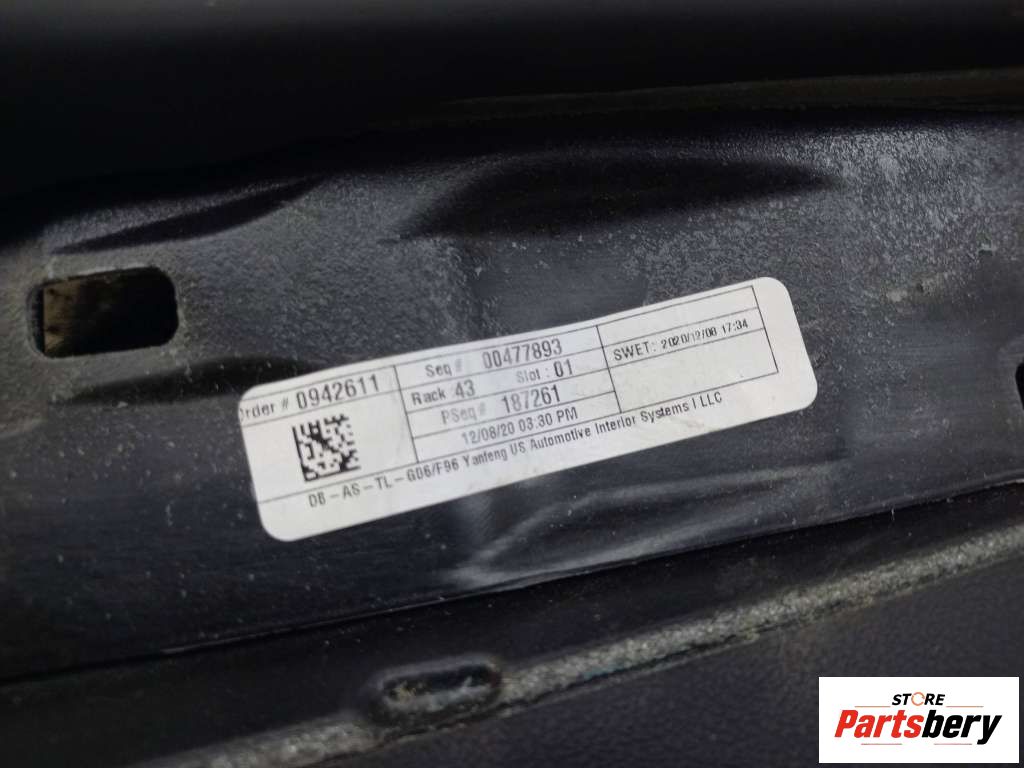 Order # 0942611
Seq # 00477893
Rack : 43 Slot : 01
PSeq# 187261
12/08/20 03:30 PM
SWET: 2020/12/08 17:34
DB-AS-TL-G06/F96 Yanfeng US Automotive Interior Systems I LLC
STORE
Partsbery